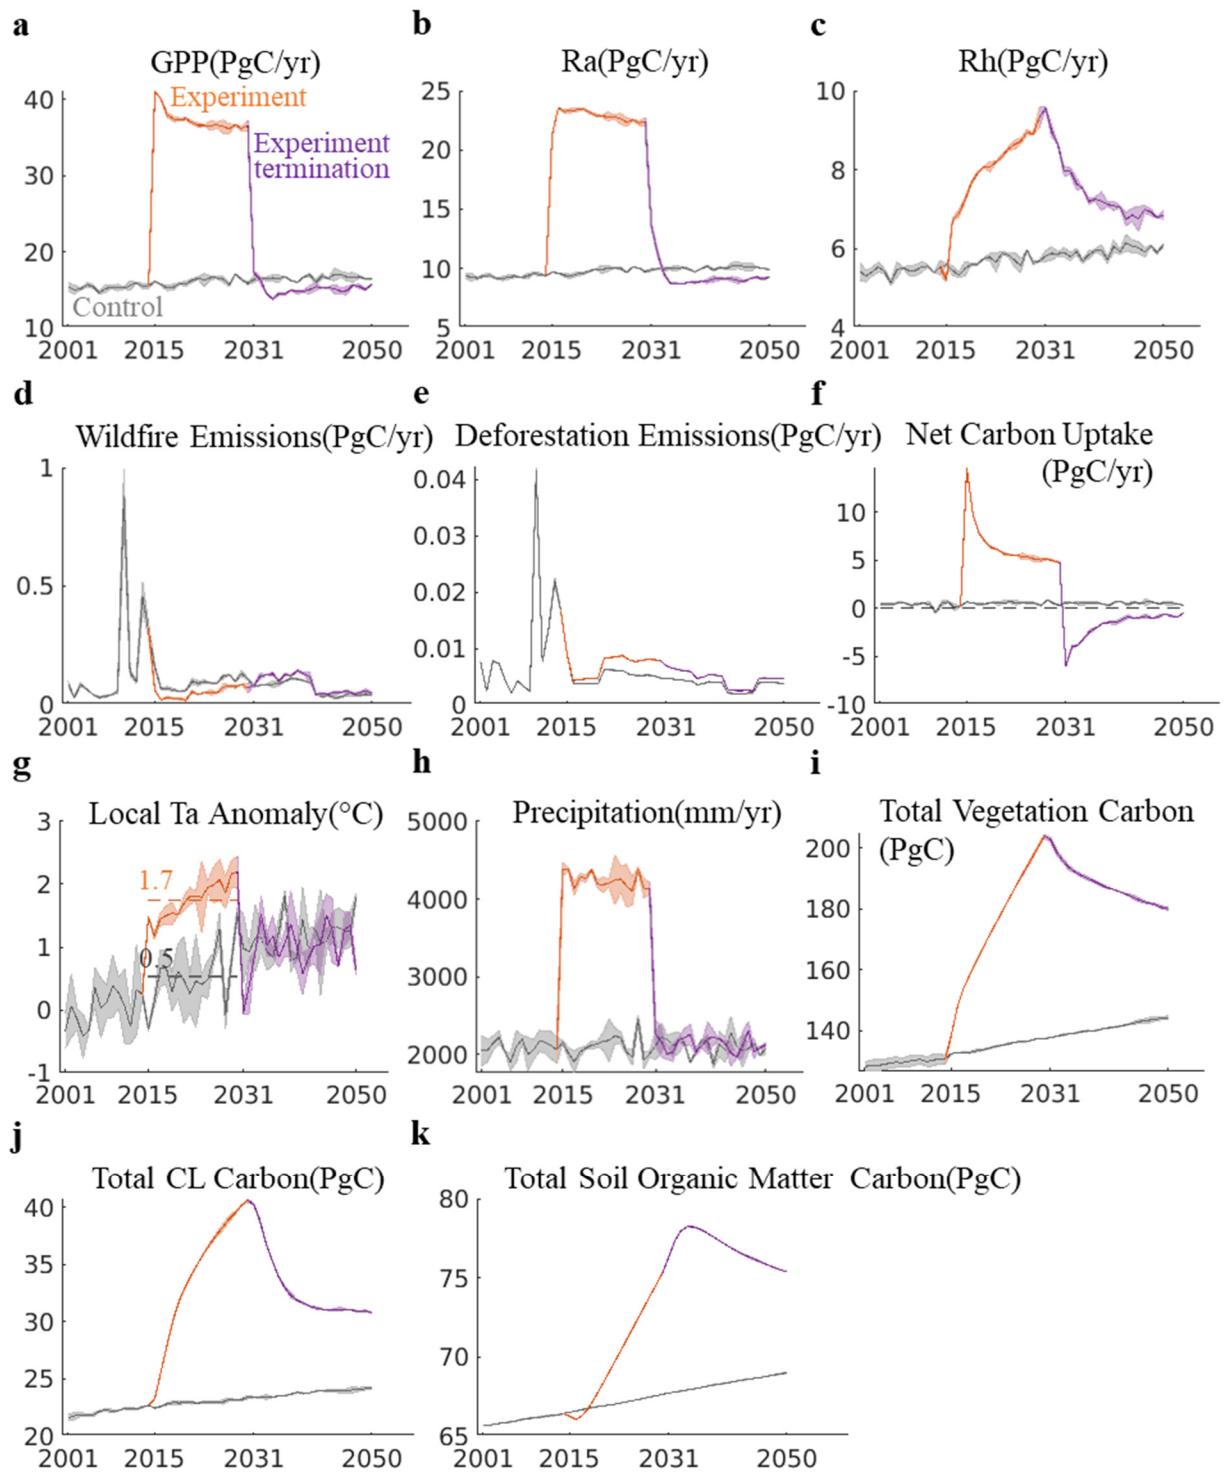 a
GPP(PgC/yr)
40
30
20
10
Experiment
Experiment
termination
Control
2001 2015 2031 2050
b
Ra(PgC/yr)
25
20
15
10
5
2001 2015 2031 2050
c
Rh(PgC/yr)
10
8
6
4
2001 2015 2031 2050
d
Wildfire Emissions(PgC/yr)
1
0.5
0
2001 2015 2031 2050
e
Deforestation Emissions(PgC/yr)
0.04
0.03
0.02
0.01
0
2001 2015 2031 2050
f
Net Carbon Uptake
(PgC/yr)
10
5
0
-5
-10
2001 2015 2031 2050
g
Local Ta Anomaly(°C)
3
2
1
0
-1
1.7
0.5
2001 2015 2031 2050
h
Precipitation(mm/yr)
5000
4000
3000
2000
2001 2015 2031 2050
i
Total Vegetation Carbon
(PgC)
200
180
160
140
2001 2015 2031 2050
j
Total CL Carbon(PgC)
40
35
30
25
20
2001 2015 2031 2050
k
Total Soil Organic Matter Carbon(PgC)
80
75
70
65
2001 2015 2031 2050